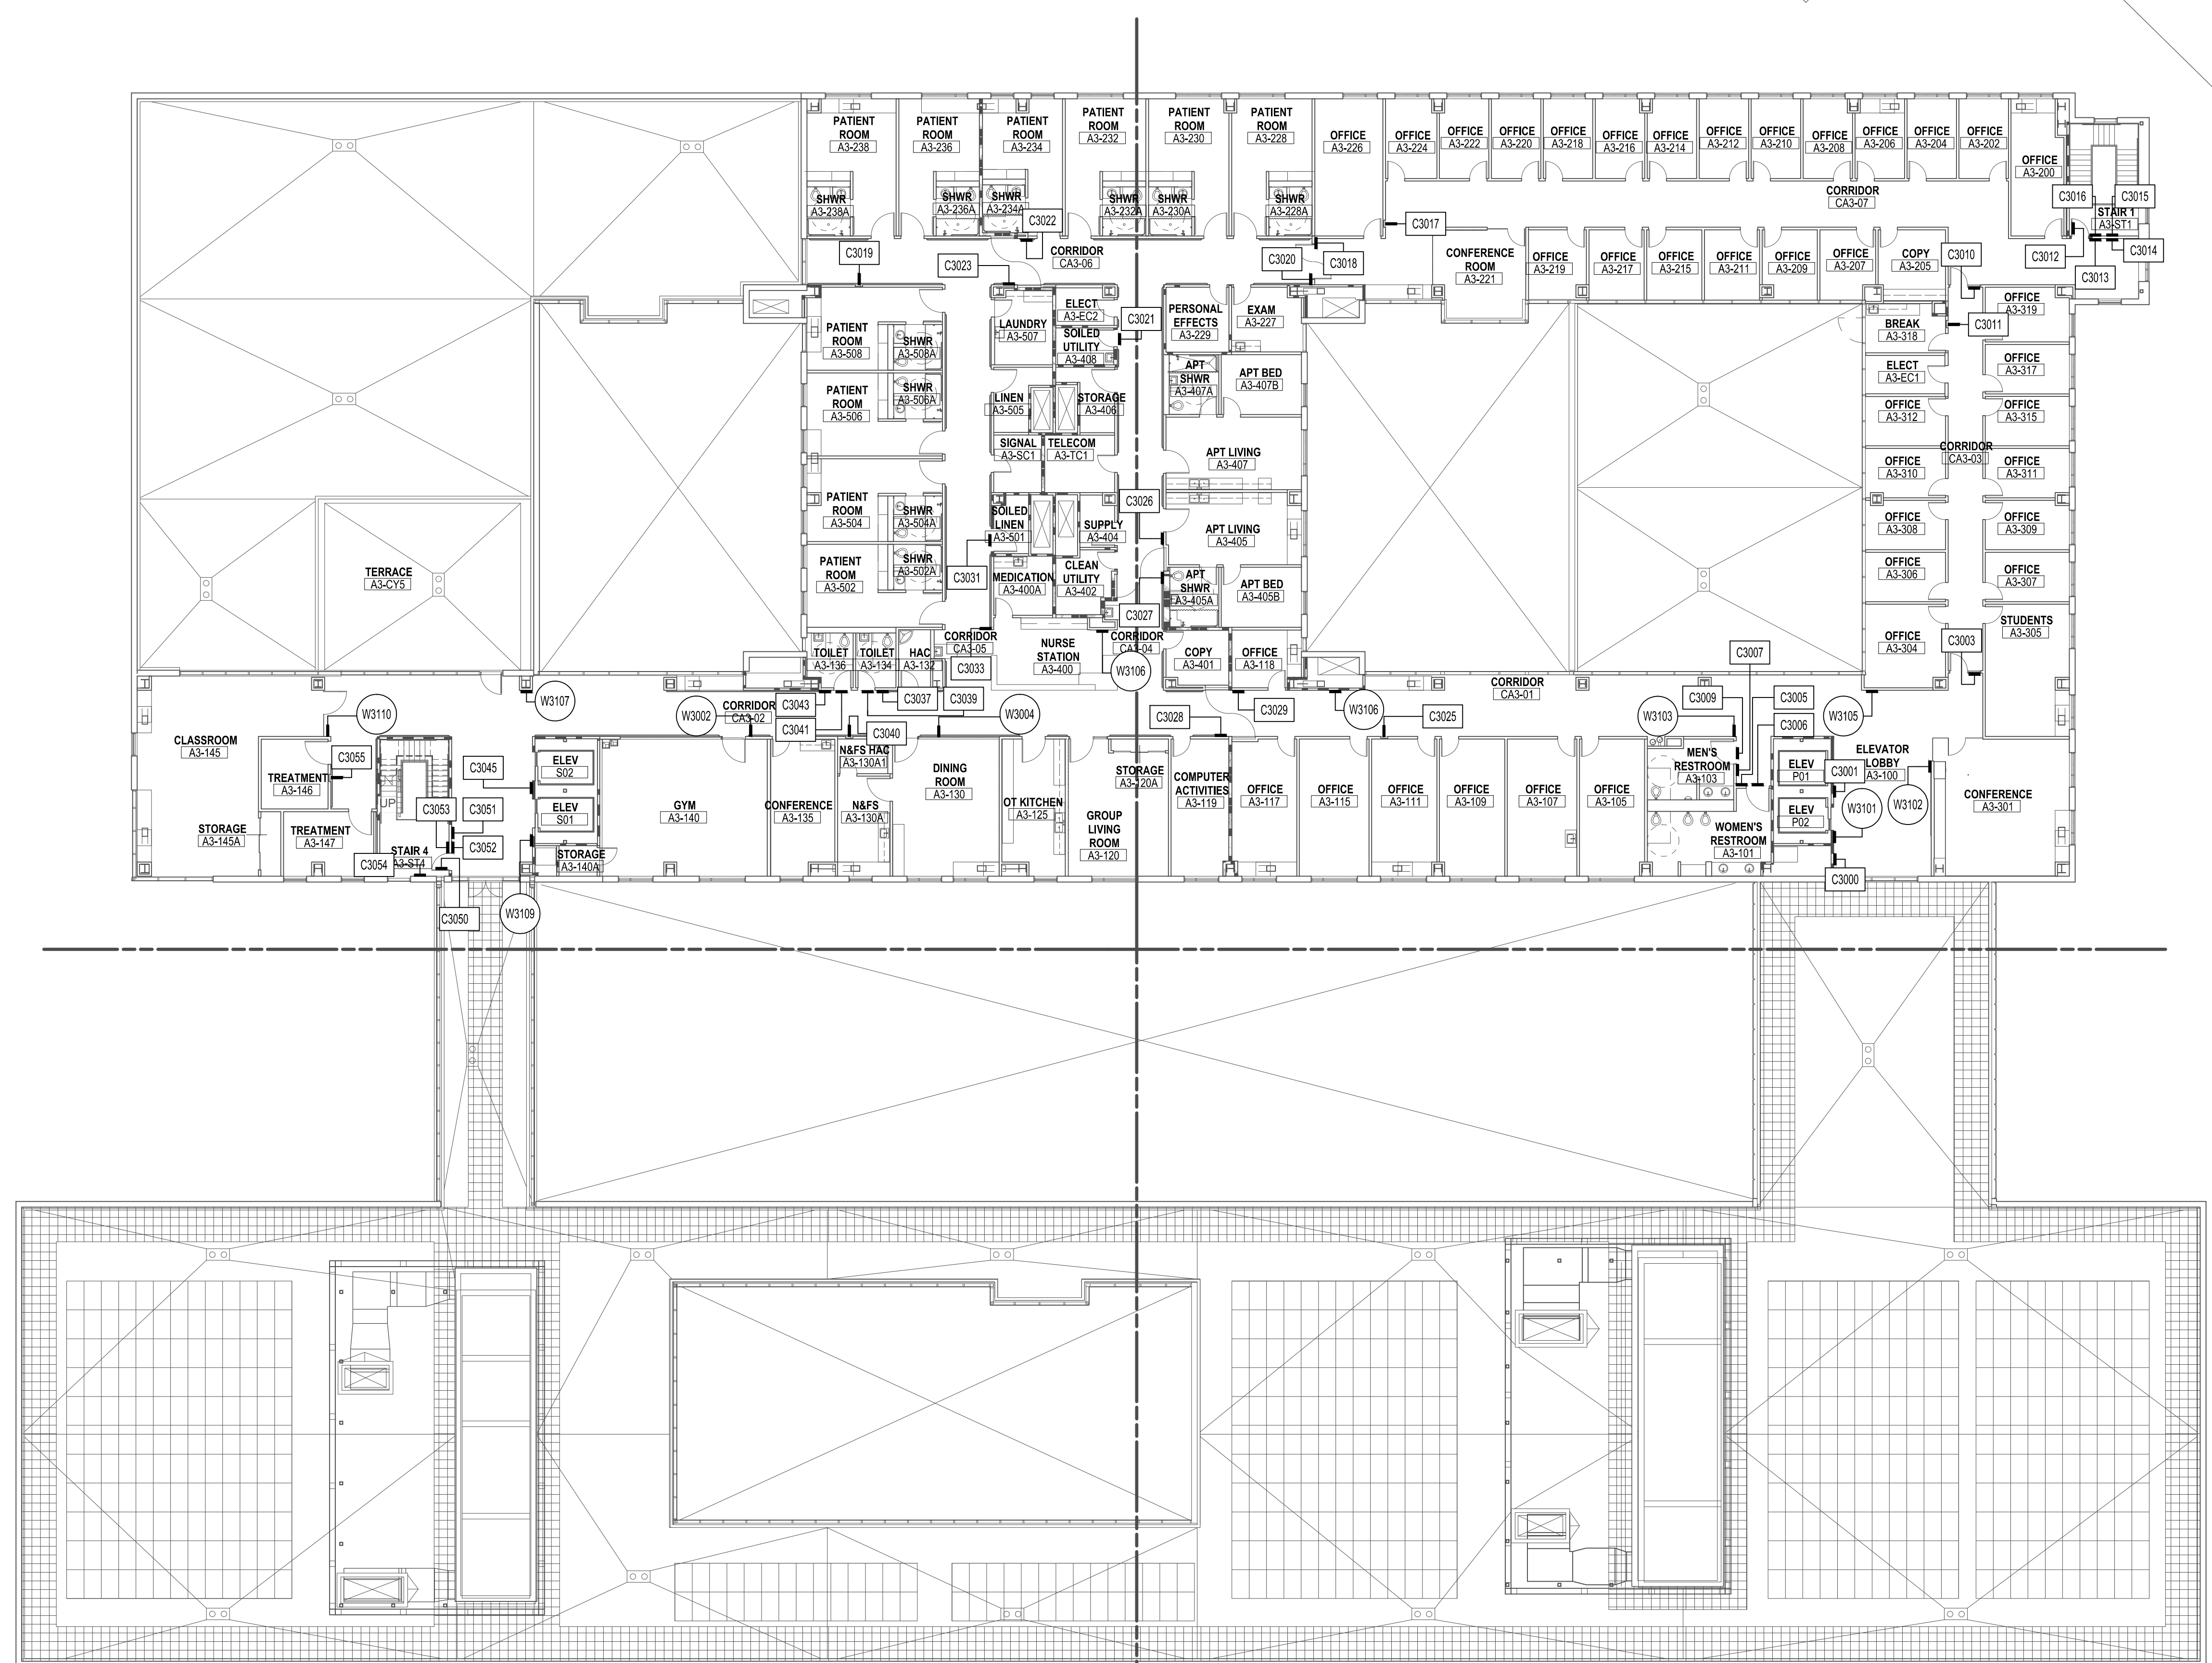 PATIENT
ROOM
A3-238
PATIENT
ROOM
A3-236
PATIENT
ROOM
A3-234
PATIENT
ROOM
A3-232
PATIENT
ROOM
A3-230
PATIENT
ROOM
A3-228
OFFICE
A3-226
OFFICE
A3-224
OFFICE
A3-222
OFFICE
A3-220
OFFICE
A3-218
OFFICE
A3-216
OFFICE
A3-214
OFFICE
A3-212
OFFICE
A3-210
OFFICE
A3-208
OFFICE
A3-206
OFFICE
A3-204
OFFICE
A3-202
OFFICE
A3-200
SHWR
A3-238A
SHWR
A3-236A
SHWR
A3-234A
C3022
SHWR
A3-232A
SHWR
A3-230A
SHWR
A3-228A
CORRIDOR
CA3-07
C3016
C3015
STAIR 1
A3-ST1
C3017
C3012
C3014
C3013
C3019
C3023
CORRIDOR
CA3-06
C3020
C3018
CONFERENCE
ROOM
A3-221
OFFICE
A3-219
OFFICE
A3-217
OFFICE
A3-215
OFFICE
A3-211
OFFICE
A3-209
OFFICE
A3-207
COPY
A3-205
C3010
OFFICE
A3-319
C3011
BREAK
A3-318
ELECT
A3-EC2
C3021
PERSONAL
EFFECTS
A3-229
EXAM
A3-227
LAUNDRY
A3-507
SOILED
UTILITY
A3-408
PATIENT
ROOM
A3-508
SHWR
A3-508A
PATIENT
ROOM
A3-506
SHWR
A3-506A
LINEN
A3-505
STORAGE
A3-406
APT
SHWR
A3-407A
APT BED
A3-407B
ELECT
A3-EC1
OFFICE
A3-317
OFFICE
A3-312
OFFICE
A3-315
CORRIDOR
CA3-03
SIGNAL
A3-SC1
TELECOM
A3-TC1
APT LIVING
A3-407
OFFICE
A3-310
OFFICE
A3-311
C3026
PATIENT
ROOM
A3-504
SHWR
A3-504A
SOILED
LINEN
A3-501
SUPPLY
A3-404
APT LIVING
A3-405
OFFICE
A3-308
OFFICE
A3-309
TERRACE
A3-CY5
PATIENT
ROOM
A3-502
SHWR
A3-502A
C3031
MEDICATION
A3-400A
CLEAN
UTILITY
A3-402
APT
SHWR
A3-405A
APT BED
A3-405B
OFFICE
A3-306
OFFICE
A3-307
C3027
TOILET
A3-136
TOILET
A3-134
HAC
A3-132
CORRIDOR
CA3-05
C3033
NURSE
STATION
A3-400
CORRIDOR
CA3-04
W3106
COPY
A3-401
OFFICE
A3-118
OFFICE
A3-304
C3003
STUDENTS
A3-305
C3007
CORRIDOR
CA3-01
W3110
W3107
W3002
CORRIDOR
CA3-02
C3043
C3041
C3037
C3039
C3040
W3004
C3028
C3029
W3106
C3025
W3103
C3009
C3005
C3006
W3105
CLASSROOM
A3-145
TREATMENT
A3-146
C3055
C3045
ELEV
S02
N&FS HAC
A3-130A1
DINING
ROOM
A3-130
STORAGE
A3-120A
COMPUTER
ACTIVITIES
A3-119
MEN'S
RESTROOM
A3-103
ELEV
P01
C3001
ELEVATOR
LOBBY
A3-100
UP
C3053
C3051
C3052
C3054
ELEV
S01
GYM
A3-140
CONFERENCE
A3-135
N&FS
A3-130A
OT KITCHEN
A3-125
GROUP
LIVING
ROOM
A3-120
OFFICE
A3-117
OFFICE
A3-115
OFFICE
A3-111
OFFICE
A3-109
OFFICE
A3-107
OFFICE
A3-105
ELEV
P02
W3101
W3102
CONFERENCE
A3-301
STORAGE
A3-145A
TREATMENT
A3-147
STAIR 4
A3-ST4
STORAGE
A3-140A
WOMEN'S
RESTROOM
A3-101
C3000
C3050
W3109